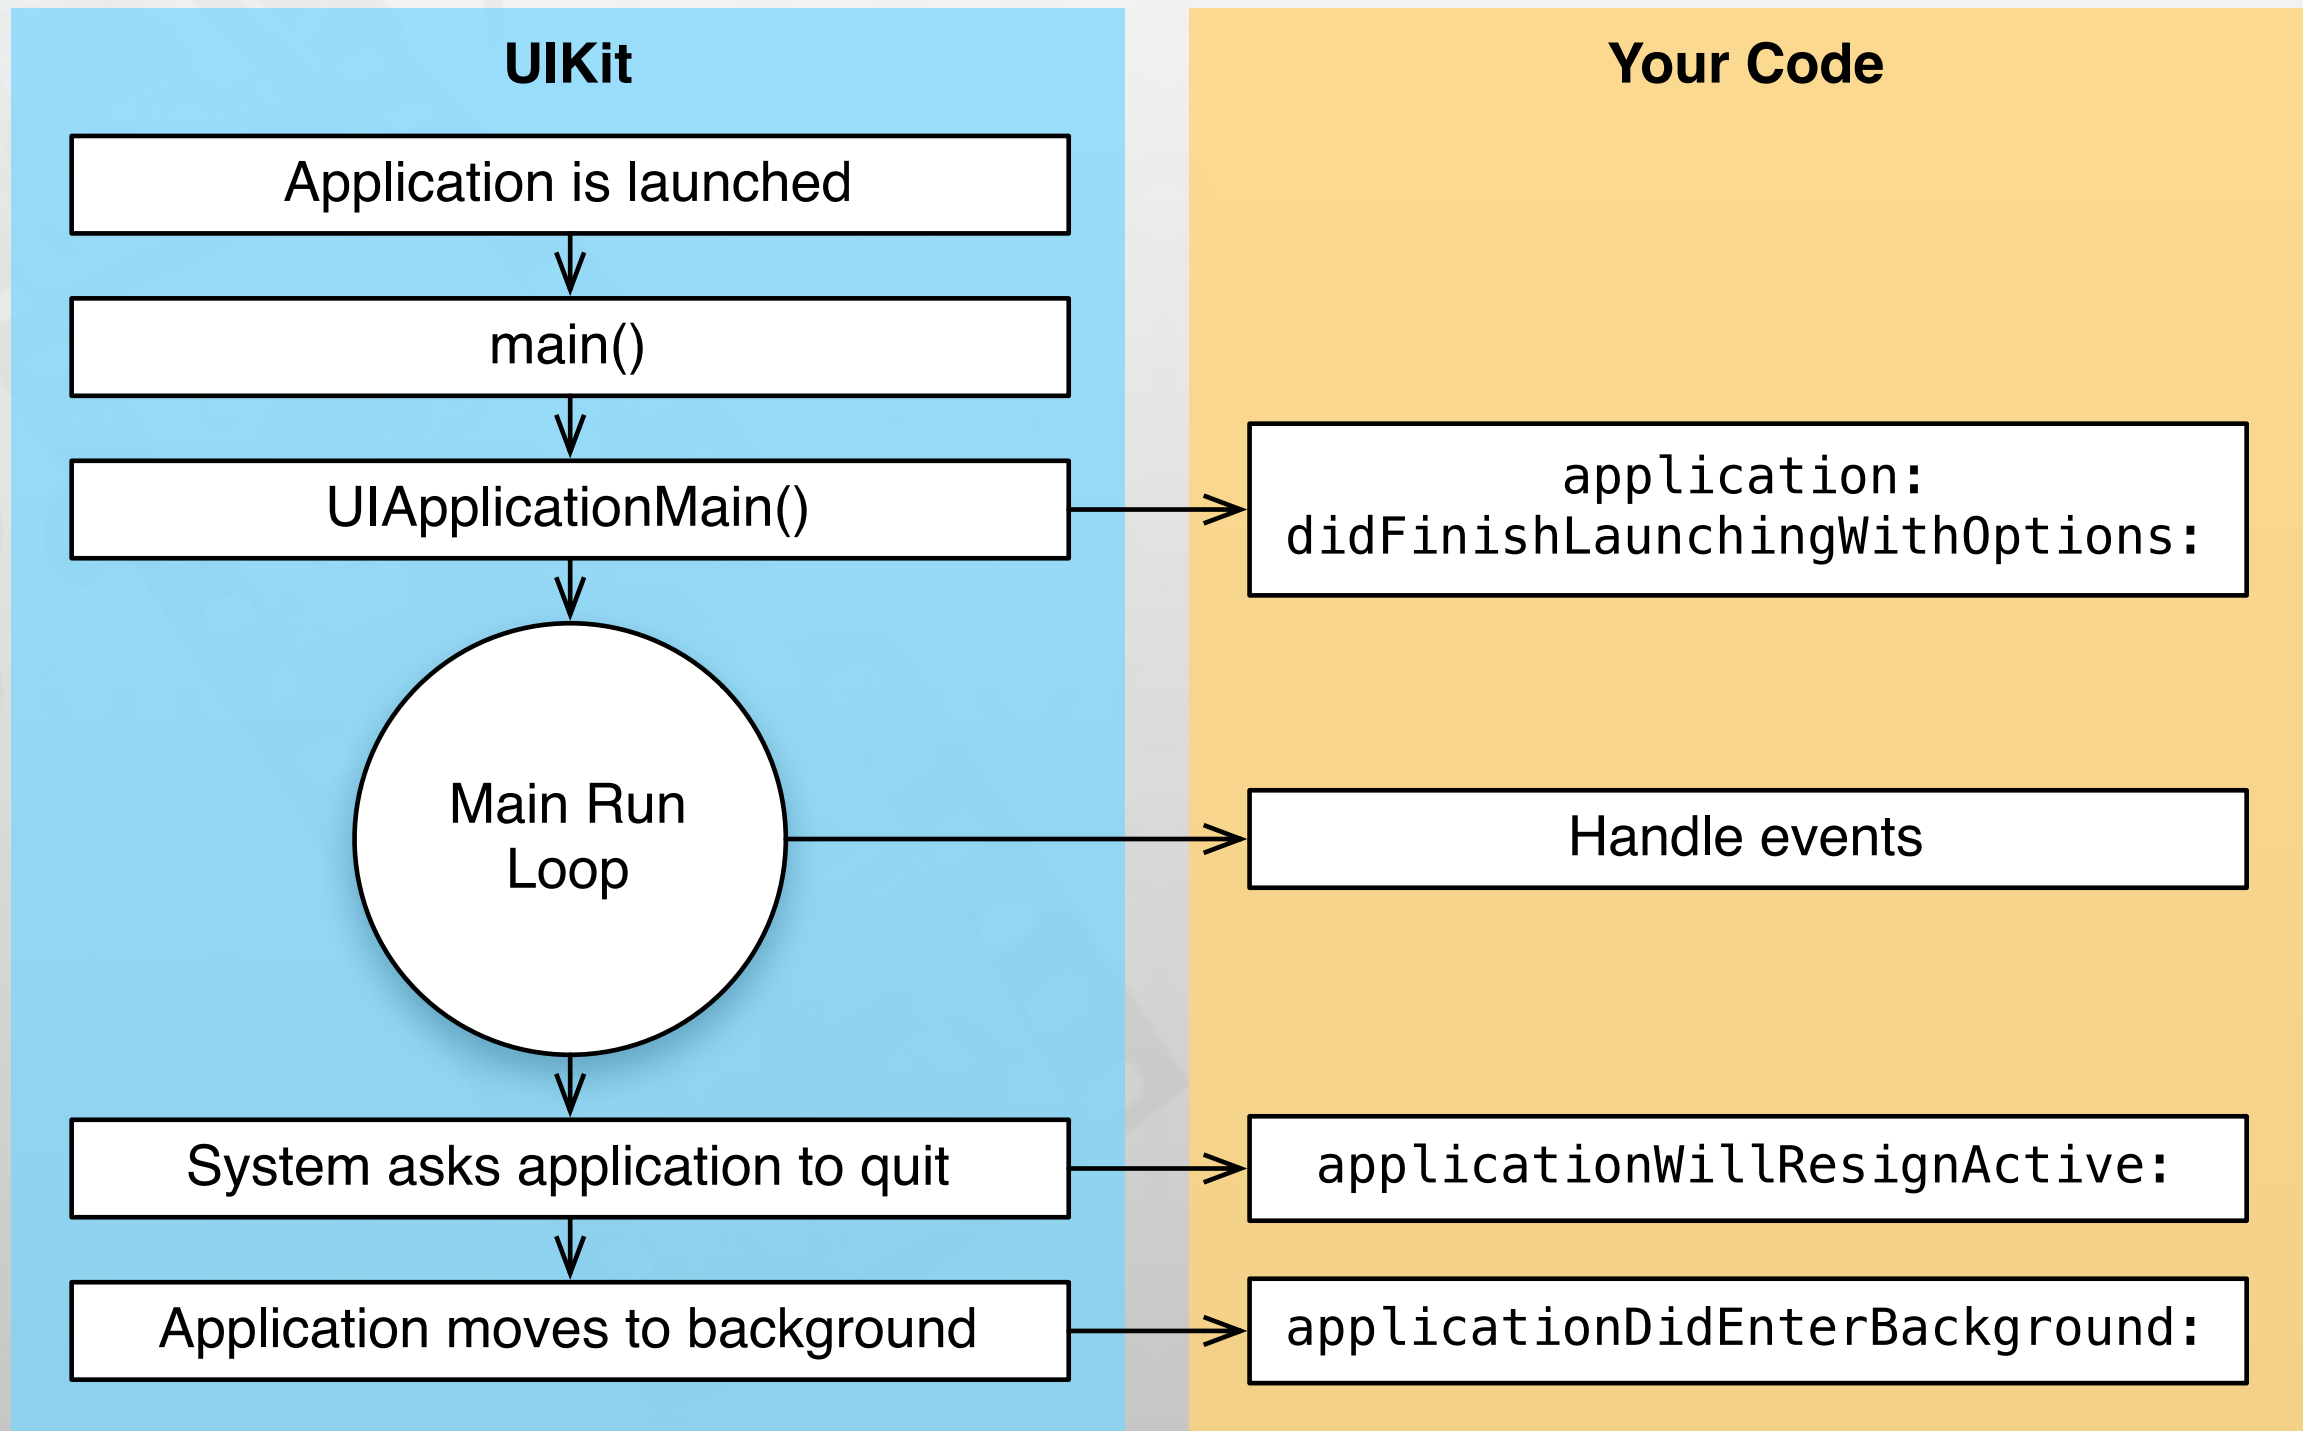 UIKit
Your Code
Application is launched
main()
UIApplicationMain()
application:
didFinishLaunchingWithOptions:
Main Run
Loop
Handle events
System asks application to quit
applicationWillResignActive:
Application moves to background
applicationDidEnterBackground: